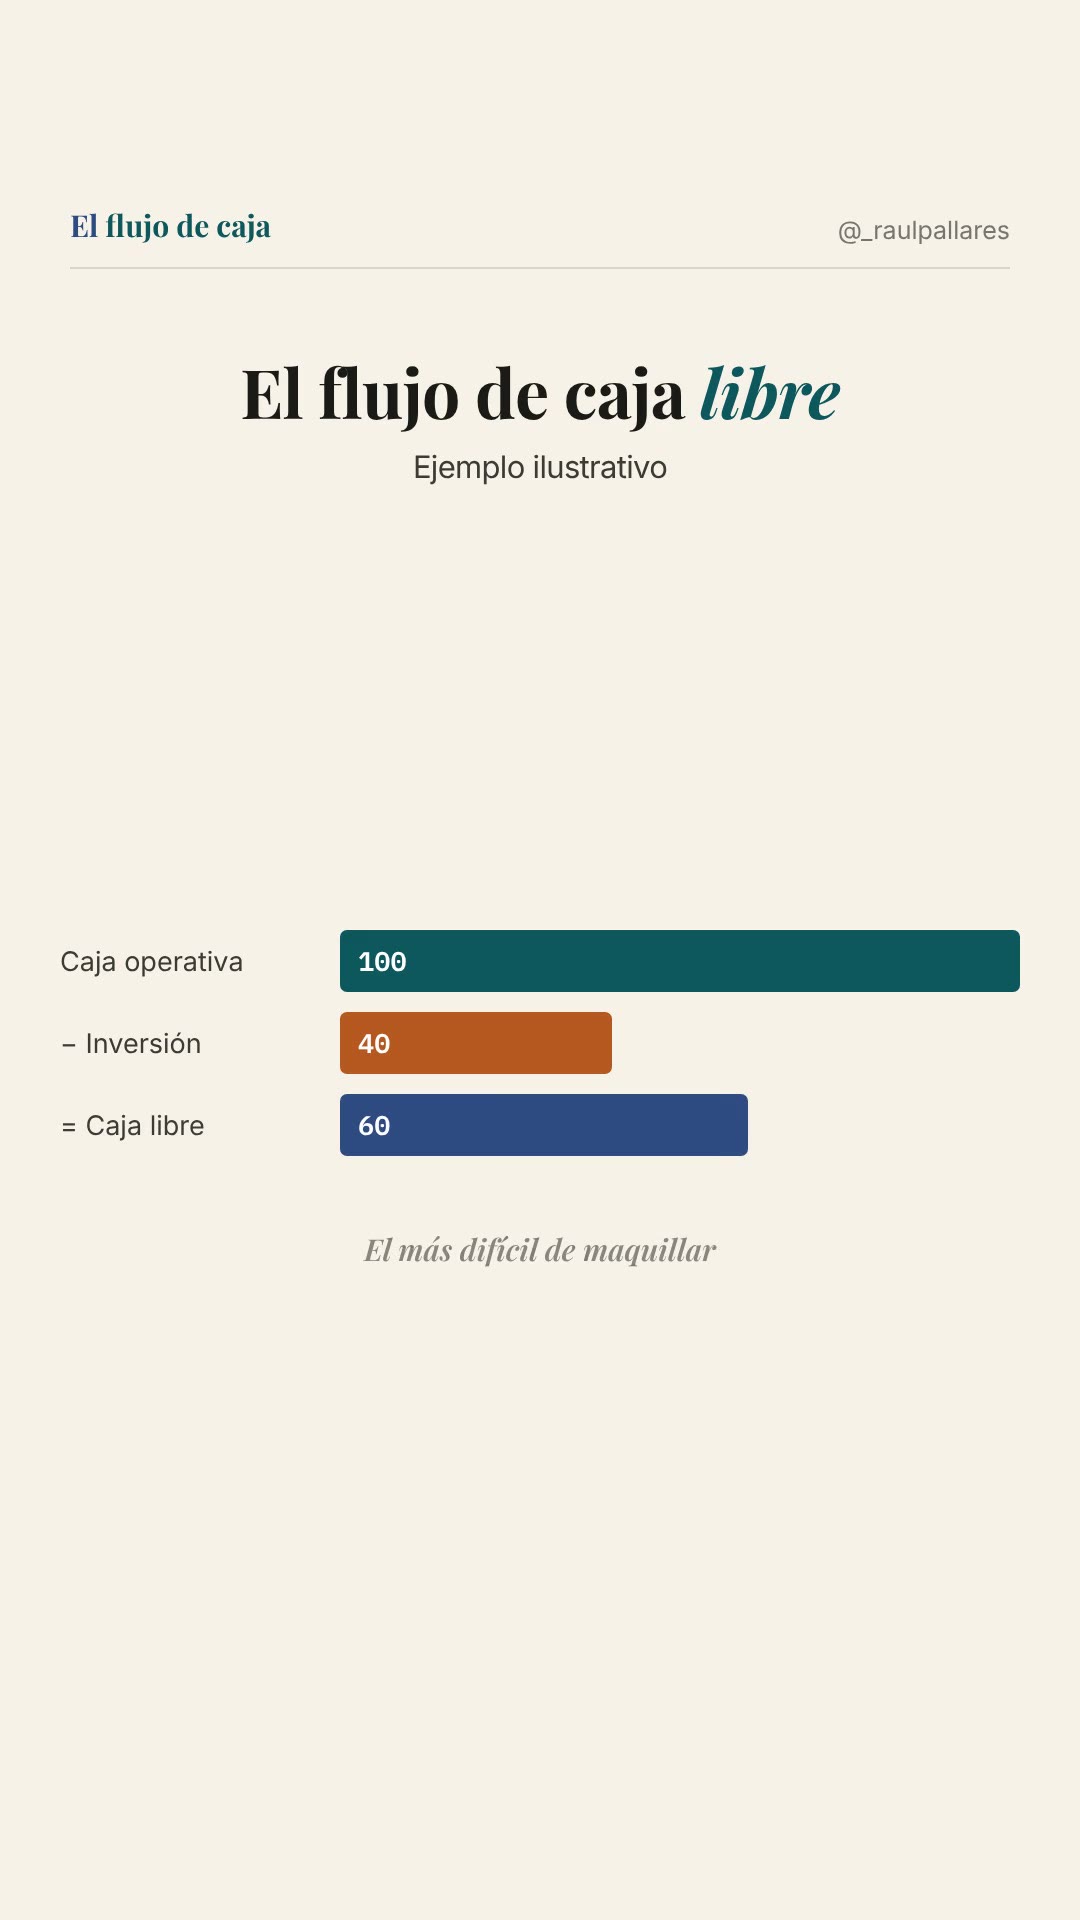 El flujo de caja
@_raulpallares
El flujo de caja libre
Ejemplo ilustrativo
Caja operativa 100
− Inversión 40
= Caja libre 60
El más difícil de maquillar